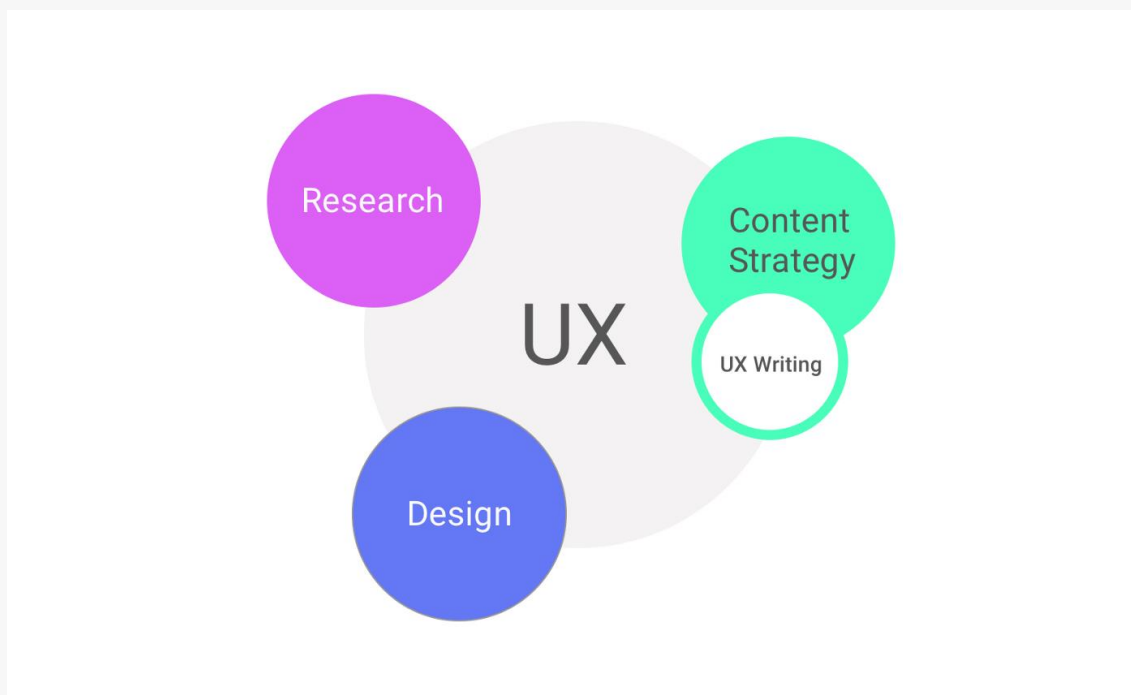 Research
Content
Strategy
UX
UX Writing
Design